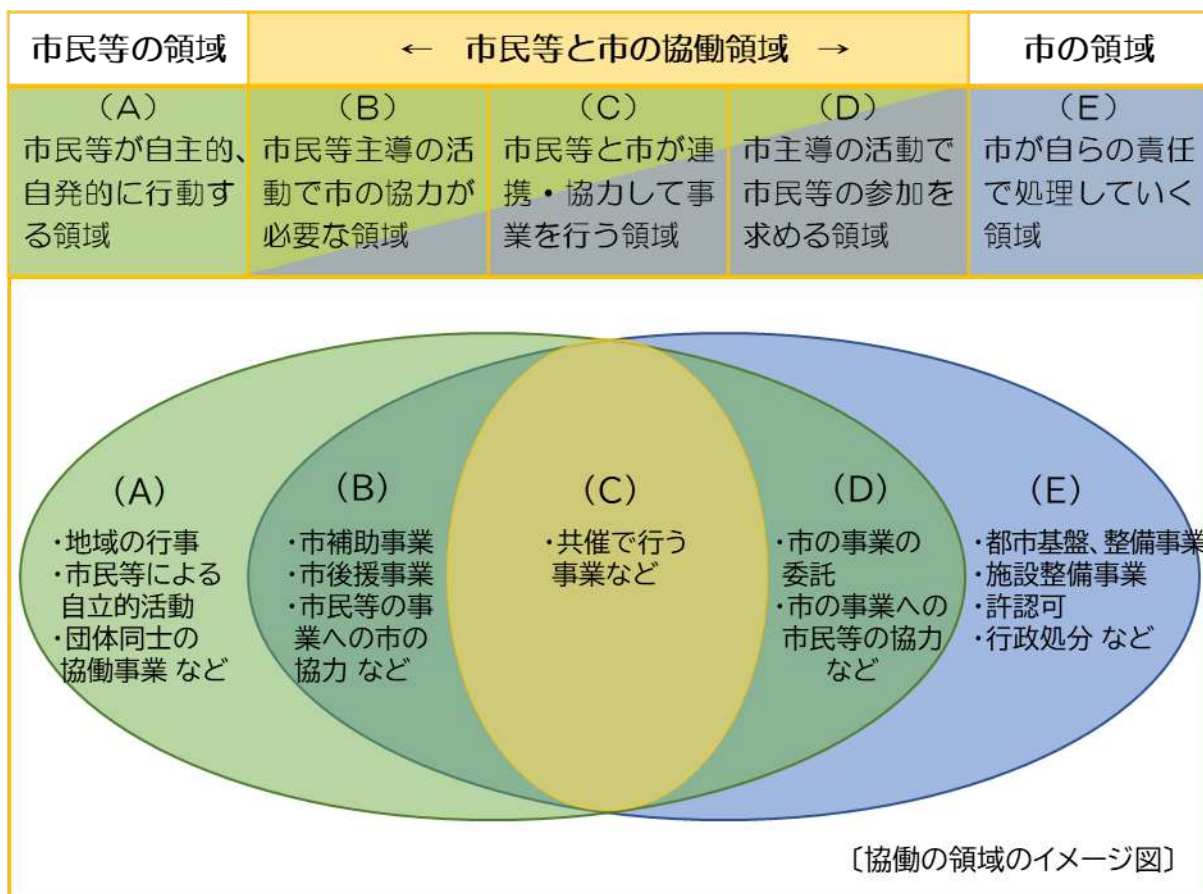 市民等の領域
← 市民等と市の協働領域 →
市の領域
(A)
市民等が自主的、
自発的に行動す
る領域
(B)
市民等主導の活
動で市の協力が
必要な領域
(C)
市民等と市が連
携・協力して事
業を行う領域
(D)
市主導の活動で
市民等の参加を
求める領域
(E)
市が自らの責任
で処理していく
領域
(A)
・地域の行事
・市民等による
自立的活動
・団体同士の
協働事業 など
(B)
・市補助事業
・市後援事業
・市民等の事
業への市の
協力 など
(C)
・共催で行う
事業など
(D)
・市の事業の
委託
・市の事業への
市民等の協力
など
(E)
・都市基盤、整備事業
・施設整備事業
・許認可
・行政処分 など
〔協働の領域のイメージ図〕